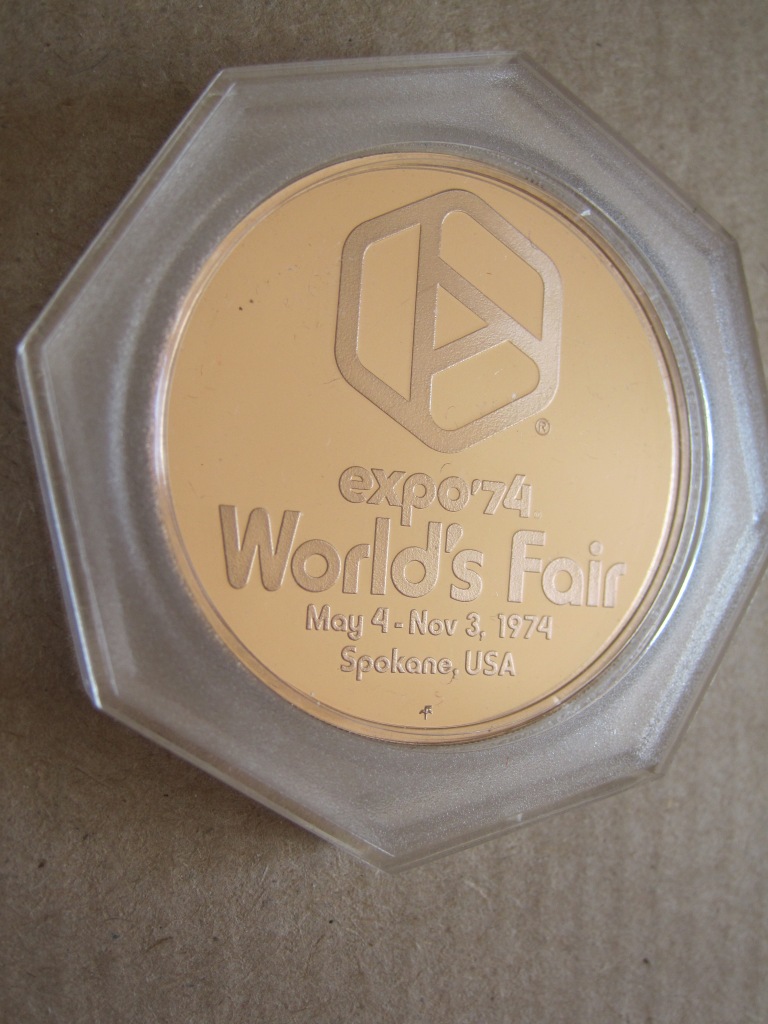 ®
expo'74
World's Fair
May 4 - Nov 3, 1974
Spokane, USA